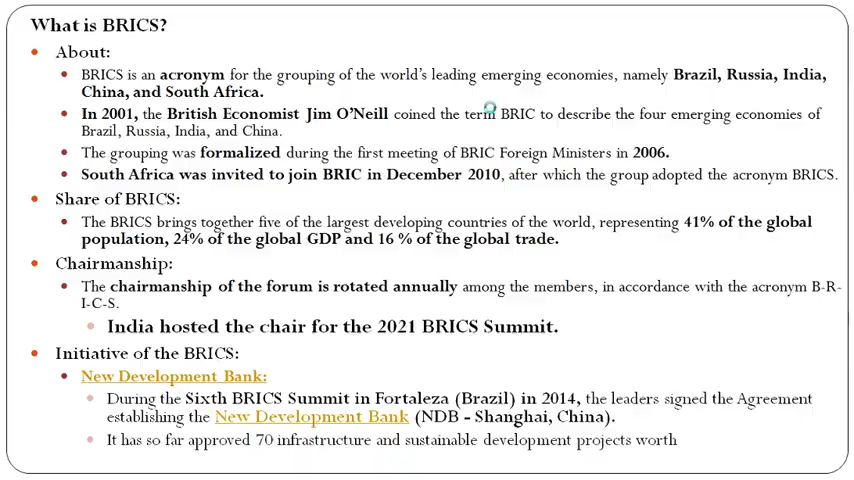 What is BRICS?
About:
BRICS is an acronym for the grouping of the world's leading emerging economies, namely Brazil, Russia, India,
China, and South Africa.
In 2001, the British Economist Jim O'Neill coined the term BRIC to describe the four emerging economies of
Brazil, Russia, India, and China.
The grouping was formalized during the first meeting of BRIC Foreign Ministers in 2006.
South Africa was invited to join BRIC in December 2010, after which the group adopted the acronym BRICS.
Share of BRICS:
The BRICS brings together five of the largest developing countries of the world, representing 41% of the global
population, 24% of the global GDP and 16 % of the global trade.
Chairmanship:
The chairmanship of the forum is rotated annually among the members, in accordance with the acronym B-R-
I-C-S.
India hosted the chair for the 2021 BRICS Summit.
Initiative of the BRICS:
New Development Bank:
During the Sixth BRICS Summit in Fortaleza (Brazil) in 2014, the leaders signed the Agreement
establishing the New Development Bank (NDB - Shanghai, China).
It has so far approved 70 infrastructure and sustainable development projects worth